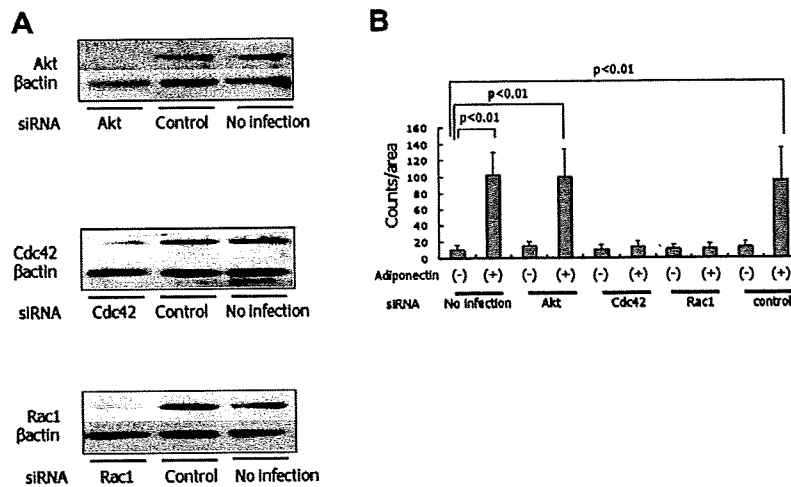 A
Akt
βactin
siRNA Akt Control No infection
Cdc42
βactin
siRNA Cdc42 Control No infection
Rac1
βactin
siRNA Rac1 Control No infection
B
p<0.01
p<0.01
p<0.01
Counts/area
160
140
120
100
80
60
40
20
0
Adiponectin (-) (+) (-) (+) (-) (+) (-) (+) (-) (+)
siRNA No infection Akt Cdc42 Rac1 control